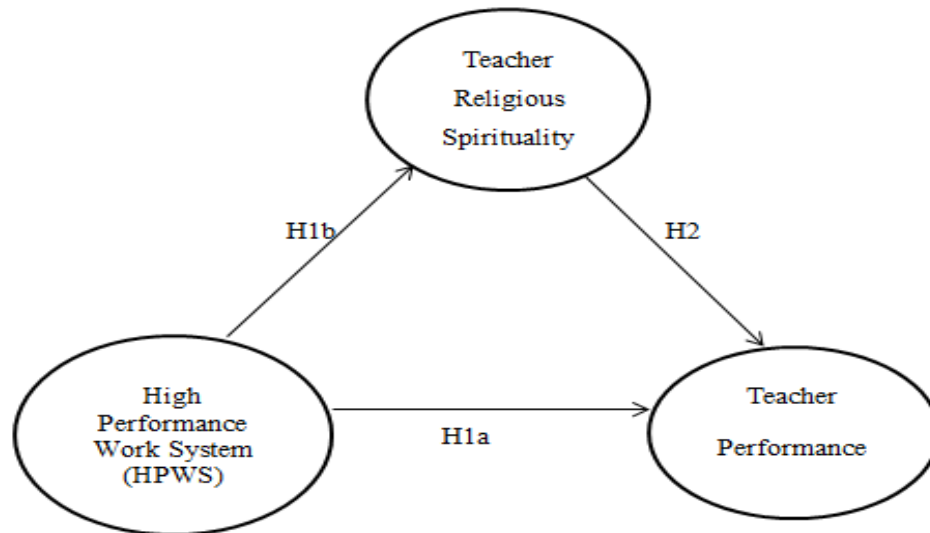 Teacher
Religious
Spirituality
H1b
H2
High
Performance
Work System
(HPWS)
H1a
Teacher
Performance